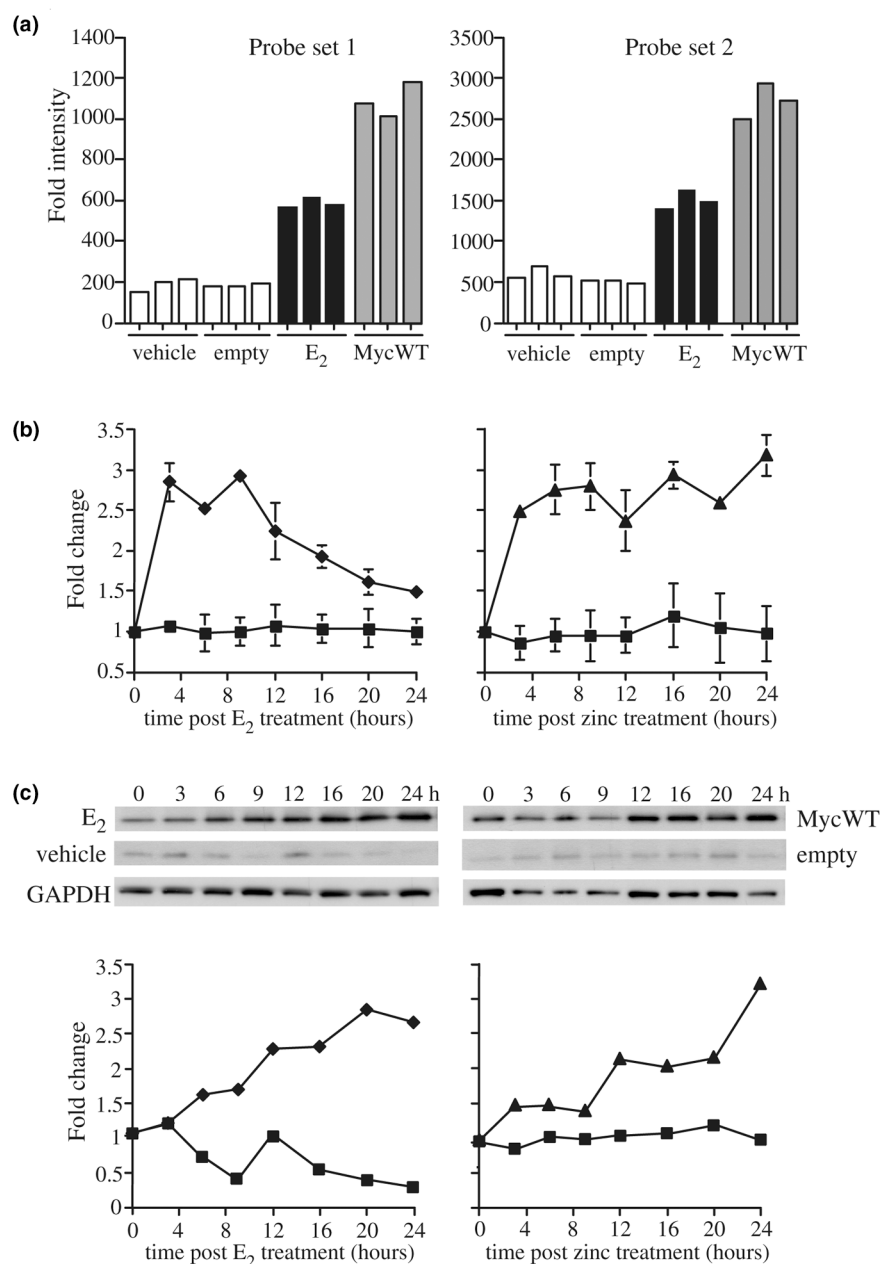 (a)
Probe set 1
Fold intensity
1400
1200
1000
800
600
400
200
0
vehicle empty E2 MycWT
Probe set 2
3500
3000
2500
2000
1500
1000
500
0
vehicle empty E2 MycWT
(b)
Fold change
3.5
3
2.5
2
1.5
1
0.5
0 4 8 12 16 20 24
time post E2 treatment (hours)
0 4 8 12 16 20 24
time post zinc treatment (hours)
(c)
0 3 6 9 12 16 20 24 h
E2
vehicle
GAPDH
0 3 6 9 12 16 20 24 h
MycWT
empty
Fold change
3.5
3
2.5
2
1.5
1
0.5
0
0 4 8 12 16 20 24
time post E2 treatment (hours)
0 4 8 12 16 20 24
time post zinc treatment (hours)